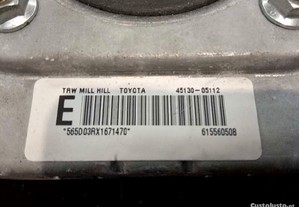 TRW MILL HILL TOYOTA 45130-05112
E
*565D03RX1671470* 61556050B